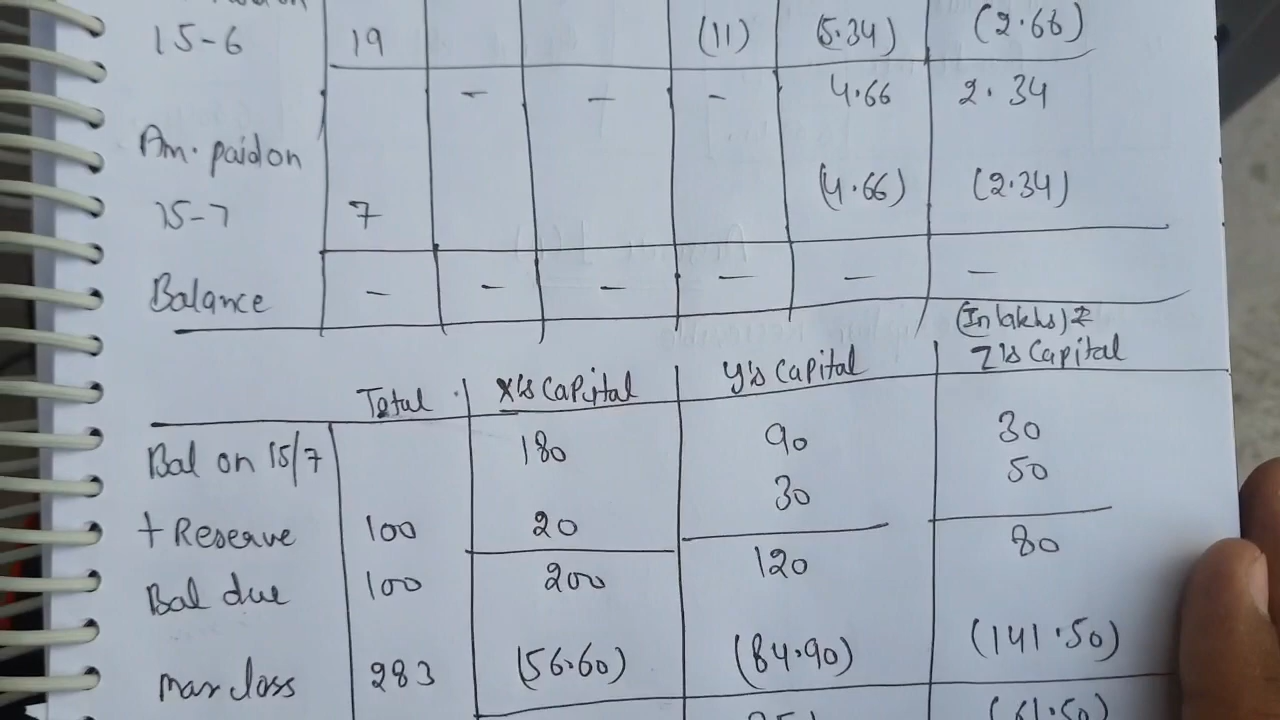 15-6 19 (11) (5.34) (2.66)
- - - 4.66 2.34
Am. paid on
15-7 7 (4.66) (2.34)
Balance - - - - - -
(In lakhs) ₹
Total X's Capital Y's Capital Z's Capital
Bal on 15/7 180 90 30
+ Reserve 100 20 30 50
Bal due 100 200 120 80
max loss 283 (56.60) (84.90) (141.50)
(61.50)